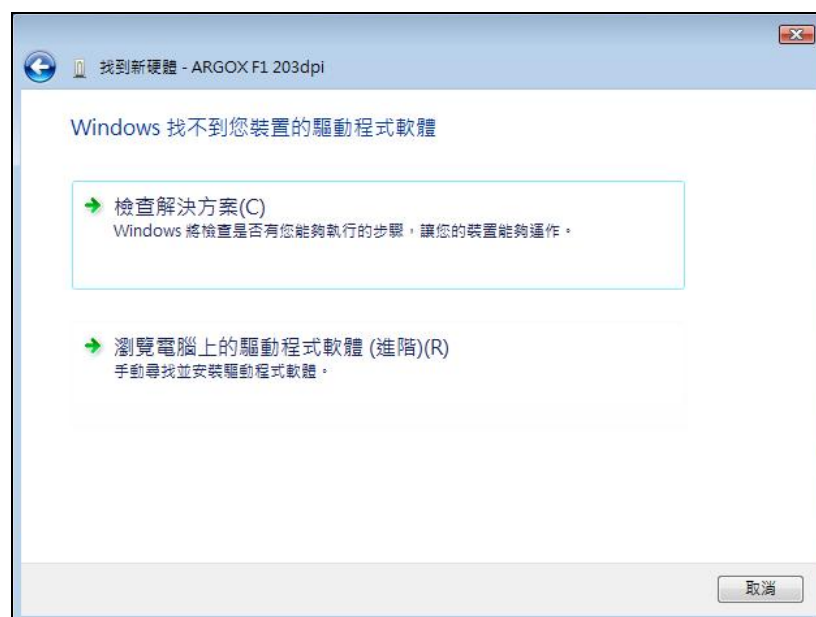 找到新硬體 - ARGOX F1 203dpi
Windows 找不到您裝置的驅動程式軟體
檢查解決方案(C)
Windows 將檢查是否有您能夠執行的步驟，讓您的裝置能夠運作。
瀏覽電腦上的驅動程式軟體 (進階)(R)
手動尋找並安裝驅動程式軟體。
取消